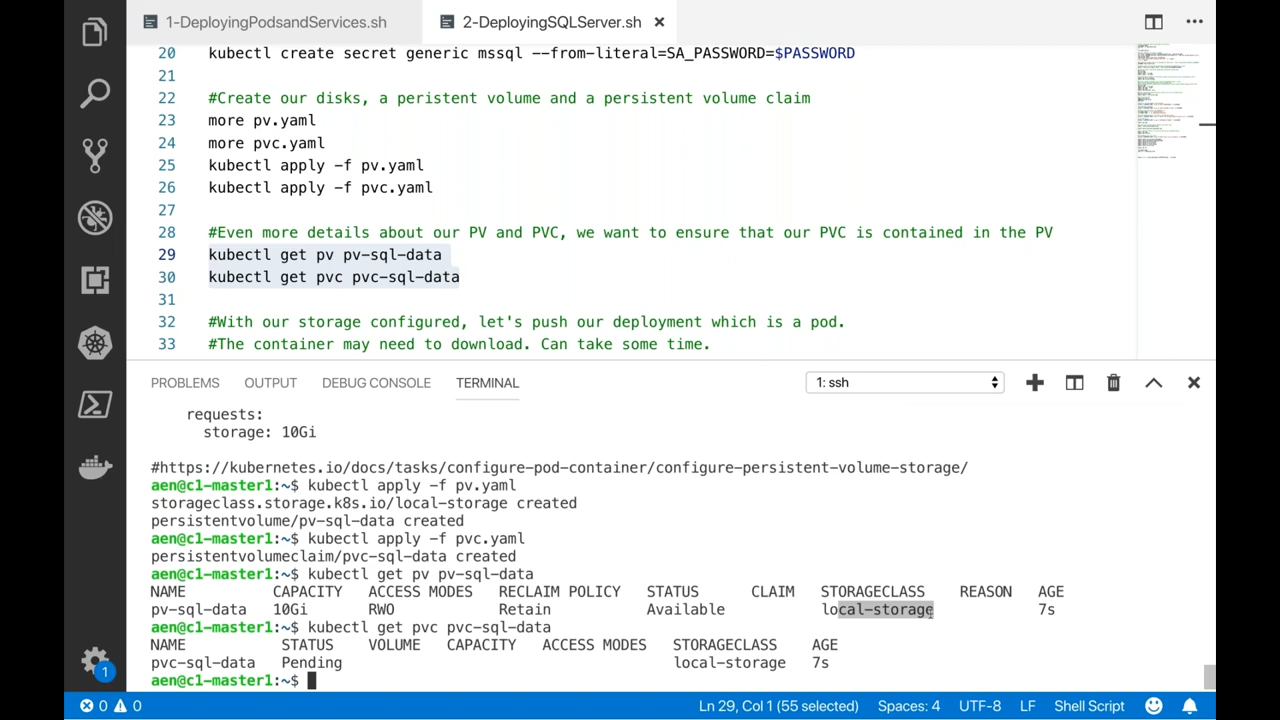 1-DeployingPodsandServices.sh
2-DeployingSQLServer.sh
20 kubectl create secret generic mssql --from-literal=SA_PASSWORD=$PASSWORD
21
22 #Create our disks, a perisent volume and a persistent volume claim
23 more pv.yaml
24 more pvc.yaml
25 kubectl apply -f pv.yaml
26 kubectl apply -f pvc.yaml
27
28 #Even more details about our PV and PVC, we want to ensure that our PVC is contained in the PV
29 kubectl get pv pv-sql-data
30 kubectl get pvc pvc-sql-data
31
32 #With our storage configured, let's push our deployment which is a pod.
33 #The container may need to download. Can take some time.
PROBLEMS OUTPUT DEBUG CONSOLE TERMINAL 1: ssh
requests:
storage: 10Gi
#https://kubernetes.io/docs/tasks/configure-pod-container/configure-persistent-volume-storage/
aen@c1-master1:~$ kubectl apply -f pv.yaml
storageclass.storage.k8s.io/local-storage created
persistentvolume/pv-sql-data created
aen@c1-master1:~$ kubectl apply -f pvc.yaml
persistentvolumeclaim/pvc-sql-data created
aen@c1-master1:~$ kubectl get pv pv-sql-data
NAME CAPACITY ACCESS MODES RECLAIM POLICY STATUS CLAIM STORAGECLASS REASON AGE
pv-sql-data 10Gi RWO Retain Available local-storage 7s
aen@c1-master1:~$ kubectl get pvc pvc-sql-data
NAME STATUS VOLUME CAPACITY ACCESS MODES STORAGECLASS AGE
pvc-sql-data Pending local-storage 7s
aen@c1-master1:~$
1
0 0 Ln 29, Col 1 (55 selected) Spaces: 4 UTF-8 LF Shell Script